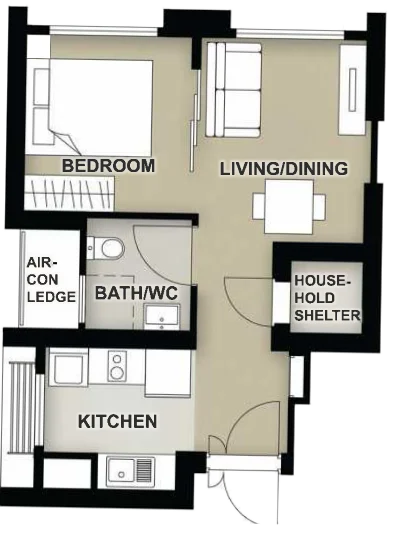 BEDROOM
LIVING/DINING
AIR-
CON
LEDGE
BATH/WC
HOUSE-
HOLD
SHELTER
KITCHEN